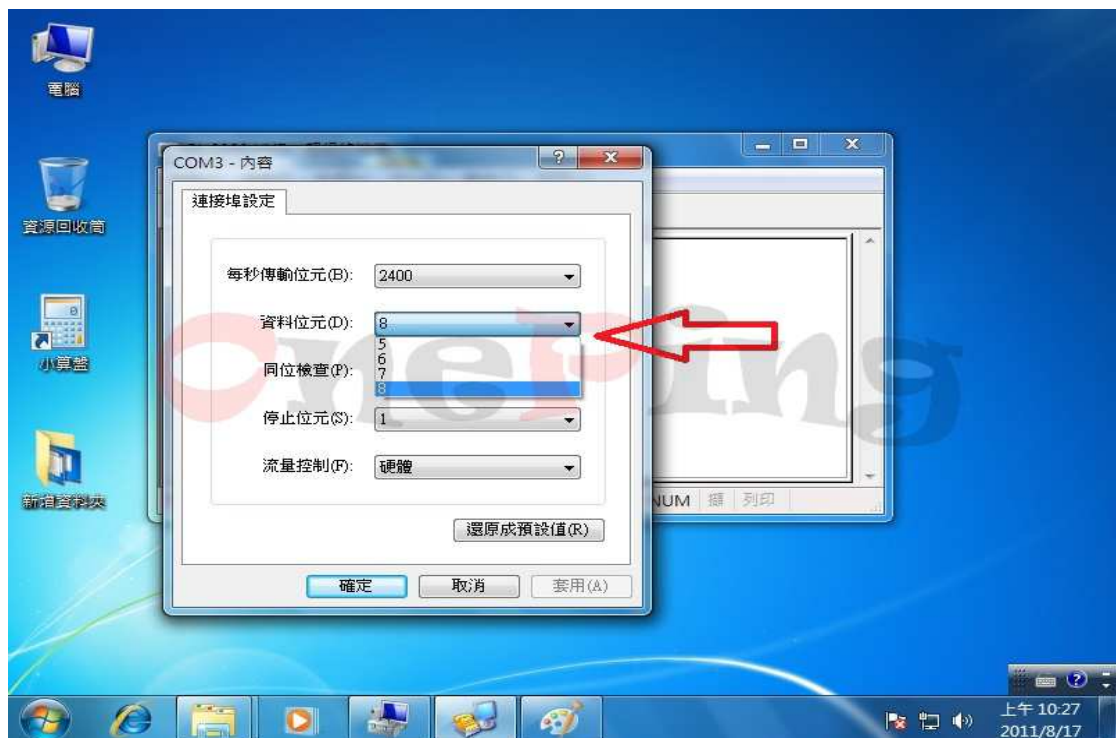 電腦
資源回收筒
小算盤
新增資料夾
COM3 - 內容
連接埠設定
每秒傳輸位元(B): 2400
資料位元(D): 8
5
6
同位檢查(P): 7
8
停止位元(S): 1
流量控制(F): 硬體
還原成預設值(R)
確定 取消 套用(A)
NUM 擷 列印
OnePing
上午 10:27
2011/8/17